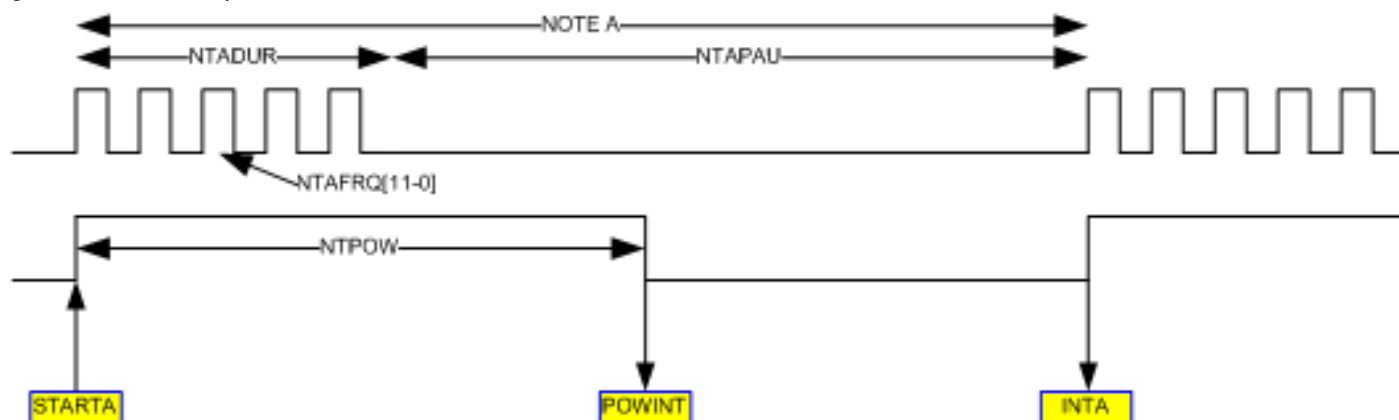 NOTE A
NTADUR
NTAPAU
NTAFRQ[11-0]
NTPOW
STARTA
POWINT
INTA